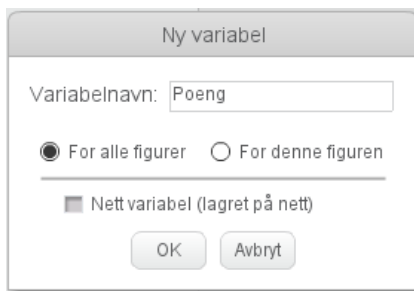 Ny variabel
Variabelnavn: Poeng
For alle figurer For denne figuren
Nett variabel (lagret på nett)
OK Avbryt